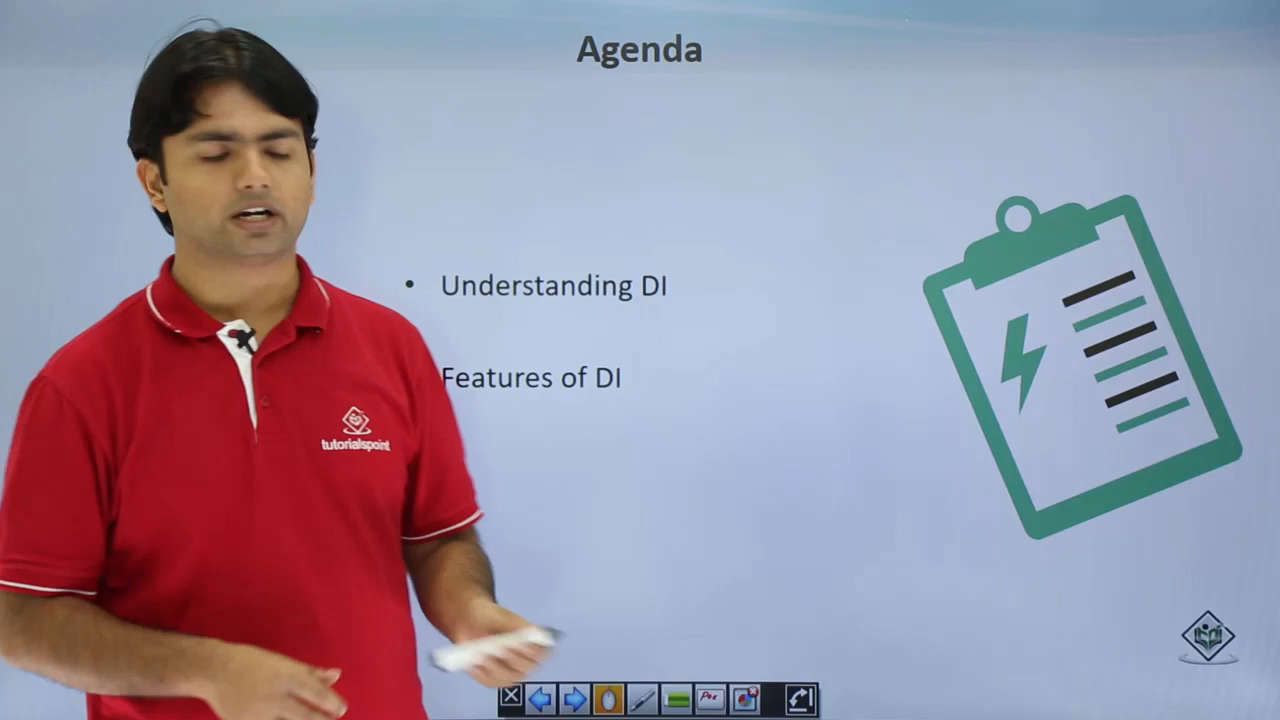 Agenda
• Understanding DI
Features of DI
tutorialspoint